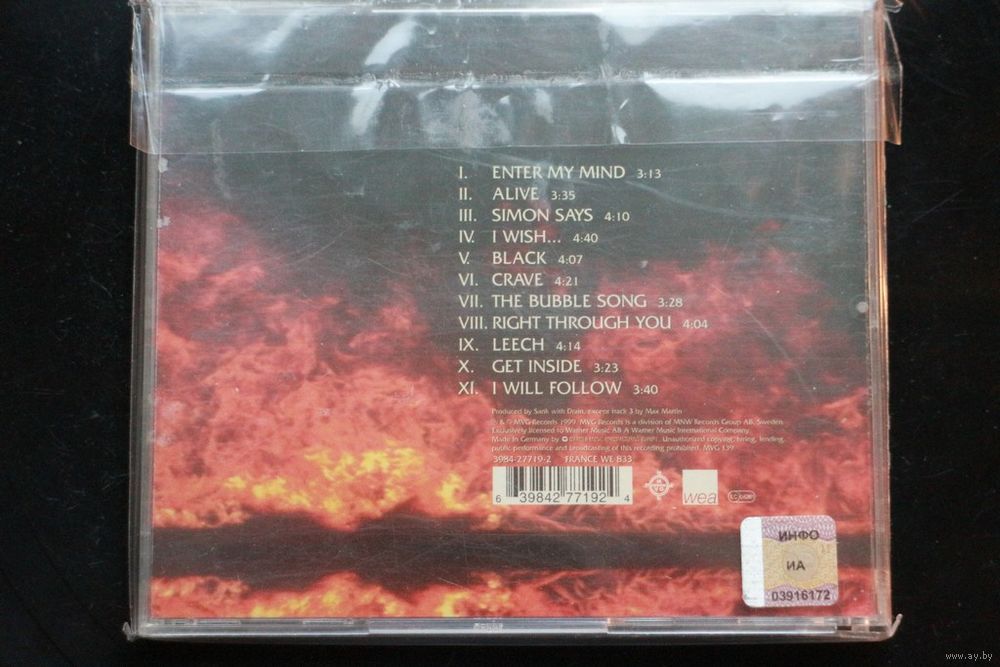 I. ENTER MY MIND 3:13
II. ALIVE 3:35
III. SIMON SAYS 4:10
IV. I WISH... 4:40
V. BLACK 4:07
VI. CRAVE 4:21
VII. THE BUBBLE SONG 3:28
VIII. RIGHT THROUGH YOU 4:04
IX. LEECH 4:14
X. GET INSIDE 3:23
XI. I WILL FOLLOW 3:40
Produced by Sank with Drain, except track 3 by Max Martin
℗ & © MVG Records 1999. MVG Records is a division of MNW Records Group AB, Sweden.
Exclusively licensed to Warner Music AB A Warner Music International Company.
Made in Germany by Unauthorized copying, hiring, lending,
public performance and broadcasting of this recording prohibited. MVG 139
3984-27719-2 FRANCE WE 833
6 39842 77192 4
wea
ИНФО
ИА
03916172
www.ay.by